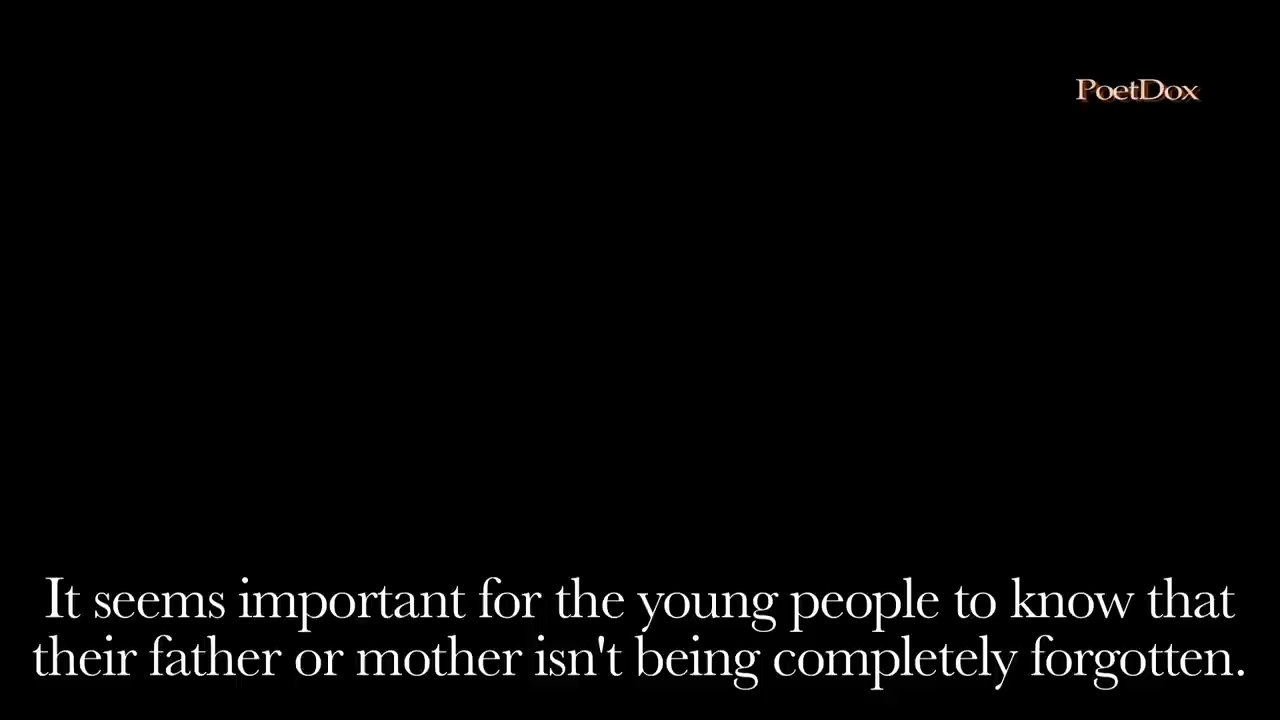 PoetDox
It seems important for the young people to know that
their father or mother isn't being completely forgotten.